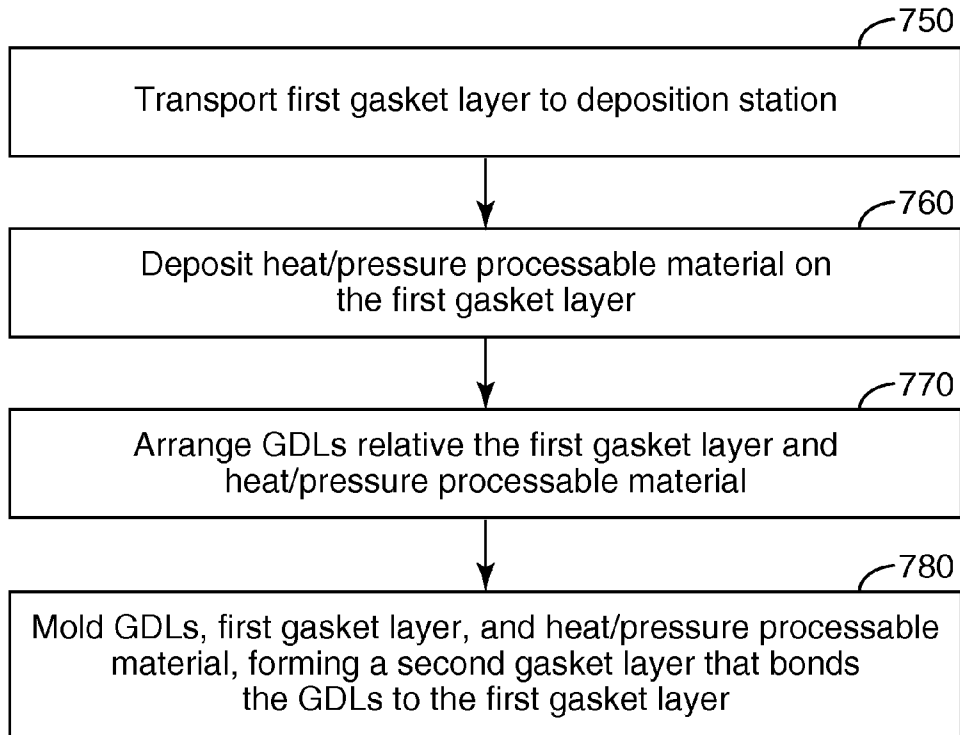 750
Transport first gasket layer to deposition station
760
Deposit heat/pressure processable material on
the first gasket layer
770
Arrange GDLs relative the first gasket layer and
heat/pressure processable material
780
Mold GDLs, first gasket layer, and heat/pressure processable
material, forming a second gasket layer that bonds
the GDLs to the first gasket layer